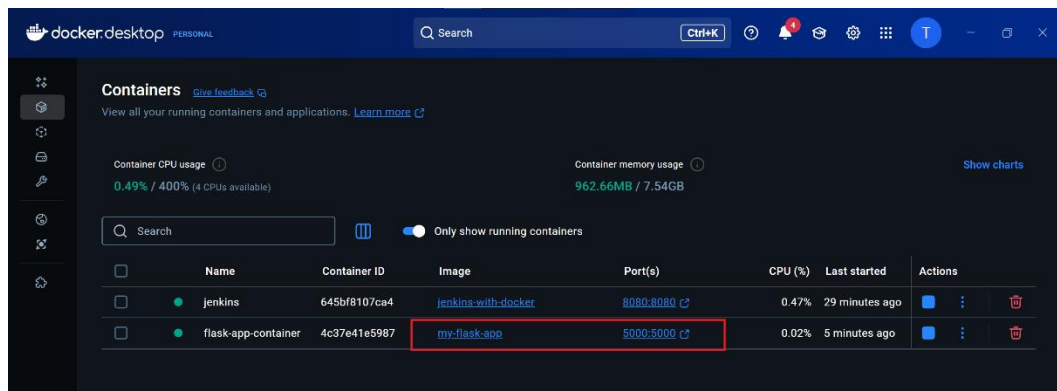 docker.desktop PERSONAL Search Ctrl+K 4 T
Containers Give feedback
View all your running containers and applications. Learn more
Container CPU usage Container memory usage Show charts
0.49% / 400% (4 CPUs available) 962.66MB / 7.54GB
Search Only show running containers
Name Container ID Image Port(s) CPU (%) Last started Actions
jenkins 645bf8107ca4 jenkins-with-docker 8080:8080 0.47% 29 minutes ago
flask-app-container 4c37e41e5987 my-flask-app 5000:5000 0.02% 5 minutes ago